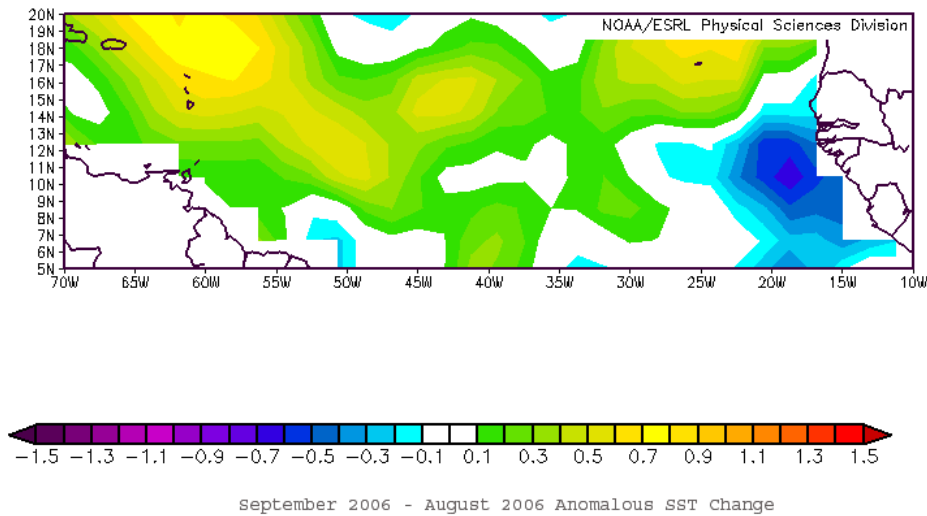 20N
NOAA/ESRL Physical Sciences Division
19N
18N
17N
16N
15N
14N
13N
12N
11N
10N
9N
8N
7N
6N
5N
70W 65W 60W 55W 50W 45W 40W 35W 30W 25W 20W 15W 10W
-1.5 -1.3 -1.1 -0.9 -0.7 -0.5 -0.3 -0.1 0.1 0.3 0.5 0.7 0.9 1.1 1.3 1.5
September 2006 - August 2006 Anomalous SST Change